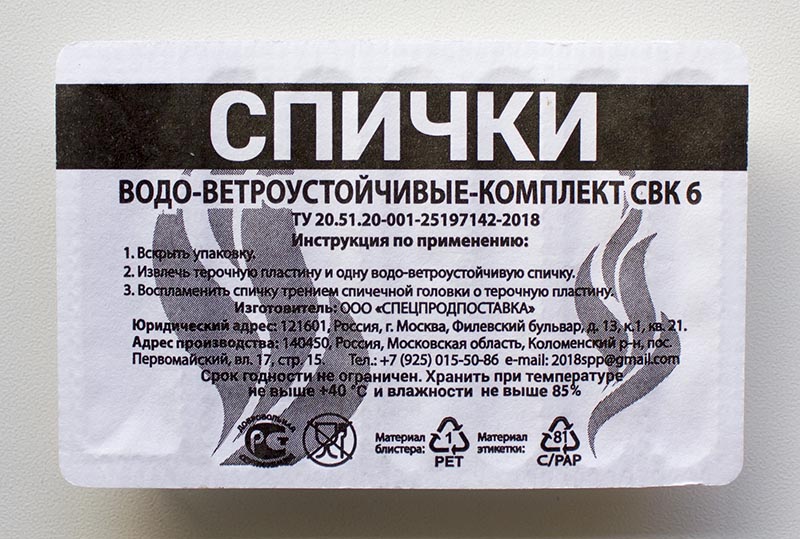 СПИЧКИ
ВОДО-ВЕТРОУСТОЙЧИВЫЕ-КОМПЛЕКТ СВК 6
ТУ 20.51.20-001-25197142-2018
Инструкция по применению:
1. Вскрыть упаковку.
2. Извлечь терочную пластину и одну водо-ветроустойчивую спичку.
3. Воспламенить спичку трением спичечной головки о терочную пластину.
Изготовитель: ООО «СПЕЦПРОДПОСТАВКА»
Юридический адрес: 121601, Россия, г. Москва, Филевский бульвар, д. 13, к.1, кв. 21.
Адрес производства: 140450, Россия, Московская область, Коломенский р-н, пос.
Первомайский, вл. 17, стр. 15. Тел.: +7 (925) 015-50-86 e-mail: 2018spp@gmail.com
Срок годности не ограничен. Хранить при температуре
не выше +40 °С и влажности не выше 85%
ДОБРОВОЛЬНАЯ
РСТ
СЕРТИФИКАЦИЯ
Материал блистера:
1
PET
Материал этикетки:
81
C/PAP